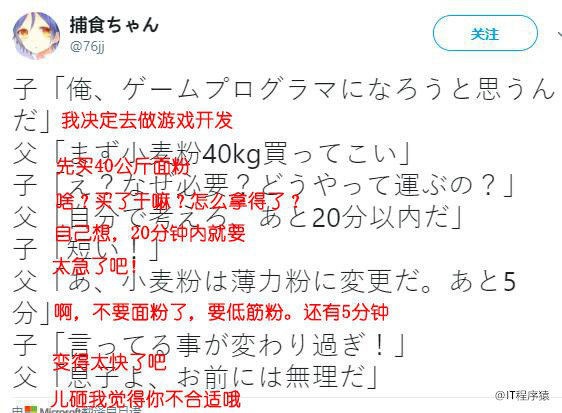 捕食ちゃん
@76jj
关注
子「俺、ゲームプログラマになろうと思うん
だ」
我决定去做游戏开发
父「まず小麦粉40kg買ってこい」
先买40公斤面粉
子「え？なぜ必要？どうやって運ぶの？」
啥？买了干嘛？怎么拿得了？
父「自分で考えろ。あと20分以内だ」
自己想，20分钟内就要
子「短い！」
太急了吧！
父「あ、小麦粉は薄力粉に変更だ。あと5
分」
啊，不要面粉了，要低筋粉。还有5分钟
子「言ってる事が変わり過ぎ！」
变得太快了吧
父「息子よ、お前には無理だ」
儿砸我觉得你不合适哦
@IT程序猿
由 Microsoft 翻译自日语